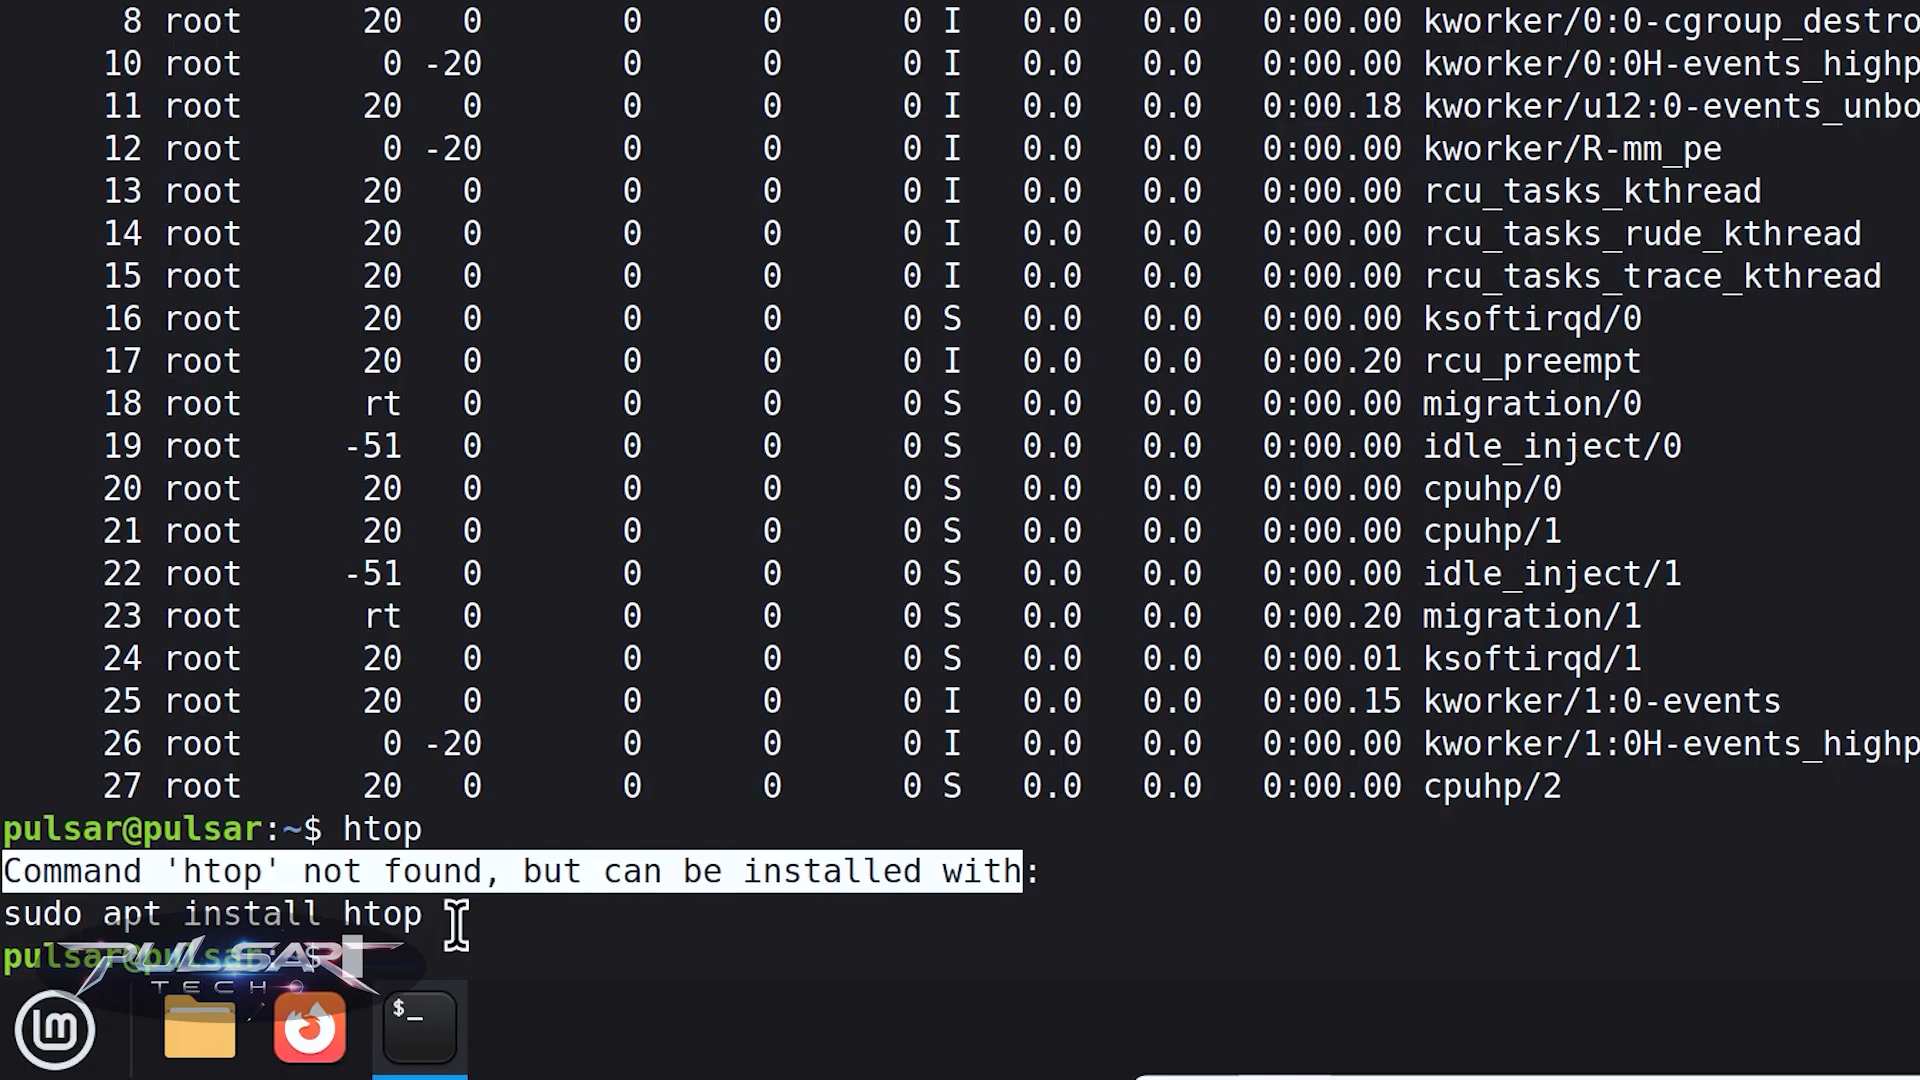 8 root 20 0 0 0 0 I 0.0 0.0 0:00.00 kworker/0:0-cgroup_destro
10 root 0 -20 0 0 0 I 0.0 0.0 0:00.00 kworker/0:0H-events_highp
11 root 20 0 0 0 0 I 0.0 0.0 0:00.18 kworker/u12:0-events_unbo
12 root 0 -20 0 0 0 I 0.0 0.0 0:00.00 kworker/R-mm_pe
13 root 20 0 0 0 0 I 0.0 0.0 0:00.00 rcu_tasks_kthread
14 root 20 0 0 0 0 I 0.0 0.0 0:00.00 rcu_tasks_rude_kthread
15 root 20 0 0 0 0 I 0.0 0.0 0:00.00 rcu_tasks_trace_kthread
16 root 20 0 0 0 0 S 0.0 0.0 0:00.00 ksoftirqd/0
17 root 20 0 0 0 0 I 0.0 0.0 0:00.20 rcu_preempt
18 root rt 0 0 0 0 S 0.0 0.0 0:00.00 migration/0
19 root -51 0 0 0 0 S 0.0 0.0 0:00.00 idle_inject/0
20 root 20 0 0 0 0 S 0.0 0.0 0:00.00 cpuhp/0
21 root 20 0 0 0 0 S 0.0 0.0 0:00.00 cpuhp/1
22 root -51 0 0 0 0 S 0.0 0.0 0:00.00 idle_inject/1
23 root rt 0 0 0 0 S 0.0 0.0 0:00.20 migration/1
24 root 20 0 0 0 0 S 0.0 0.0 0:00.01 ksoftirqd/1
25 root 20 0 0 0 0 I 0.0 0.0 0:00.15 kworker/1:0-events
26 root 0 -20 0 0 0 I 0.0 0.0 0:00.00 kworker/1:0H-events_highp
27 root 20 0 0 0 0 S 0.0 0.0 0:00.00 cpuhp/2
pulsar@pulsar:~$ htop
Command 'htop' not found, but can be installed with:
sudo apt install htop
pulsar@pulsar:~$
PULSAR
TECH
lm
$_